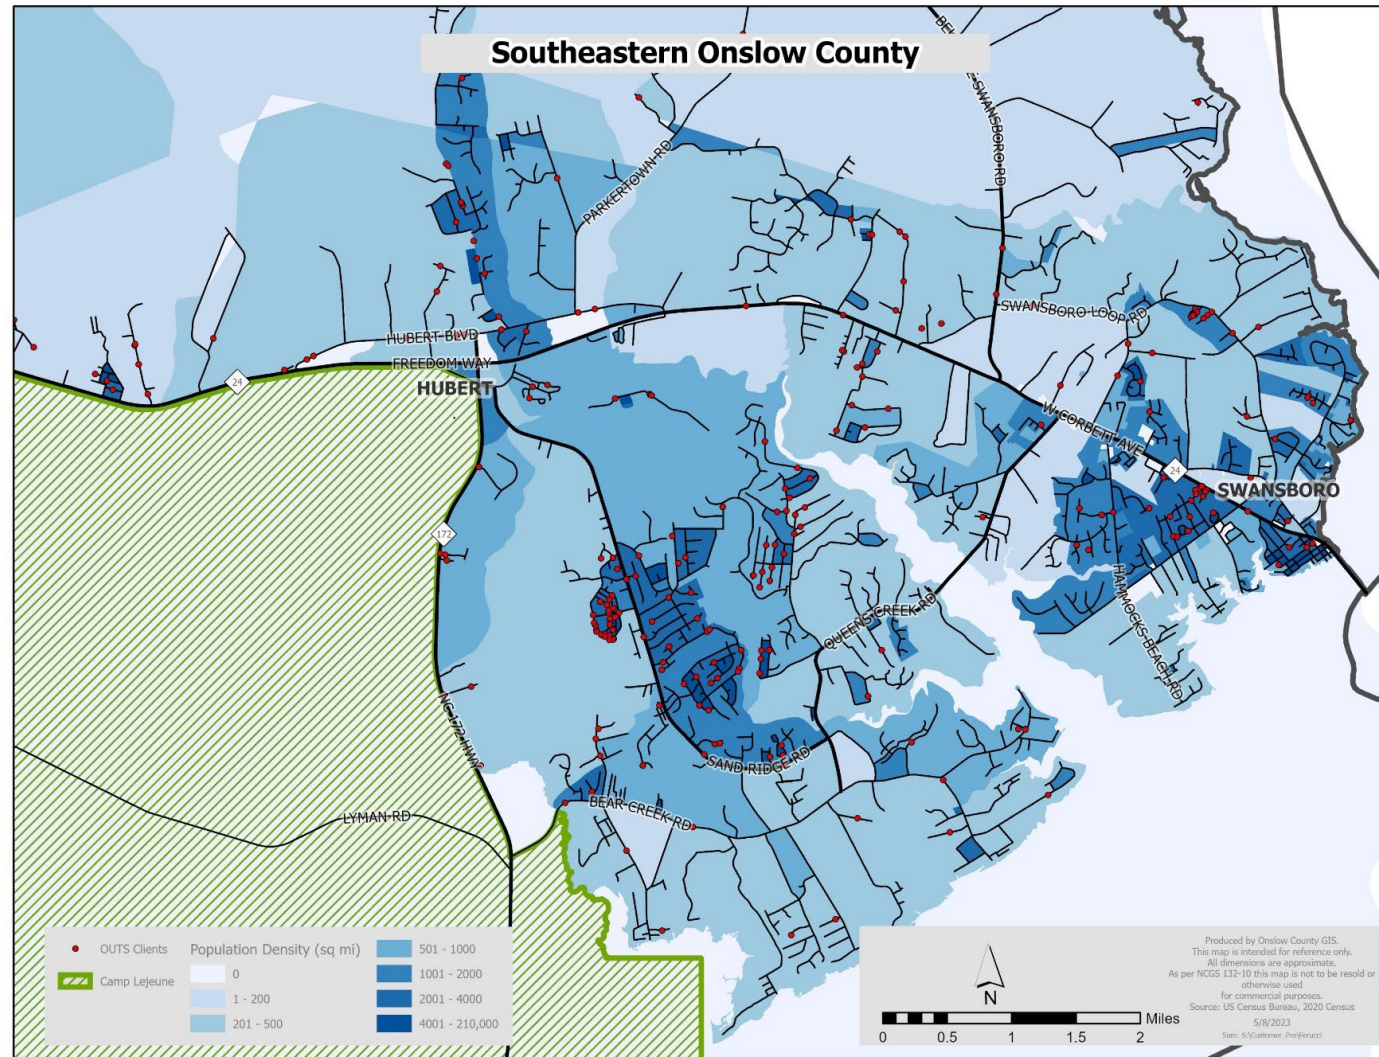 Southeastern Onslow County
PARKERTOWN RD
SWANSBORO RD
SWANSBORO LOOP RD
HUBERT BLVD
FREEDOM WAY
24
HUBERT
W CORBETT AVE
24
SWANSBORO
172
HAMMOCKS BEACH RD
QUEENS CREEK RD
NC 172 HWY
SAND RIDGE RD
BEAR CREEK RD
LYMAN RD
OUTS Clients
Camp Lejeune
Population Density (sq mi)
0
1 - 200
201 - 500
501 - 1000
1001 - 2000
2001 - 4000
4001 - 210,000
N
Miles
0 0.5 1 1.5 2
Produced by Onslow County GIS.
This map is intended for reference only.
All dimensions are approximate.
As per NCGS 132-10 this map is not to be resold or
otherwise used
for commercial purposes.
Source: US Census Bureau, 2020 Census
5/8/2023